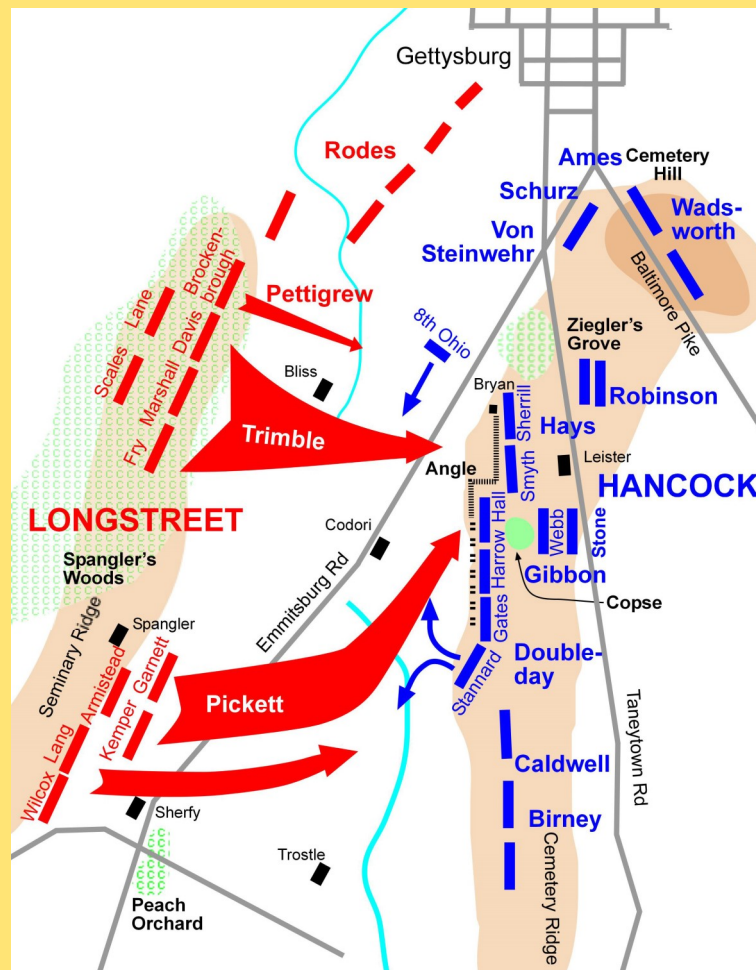 Gettysburg
Rodes
Ames
Cemetery
Hill
Schurz
Wads-
worth
Von
Steinwehr
Baltimore Pike
Brocken-
brough
Lane
Scales
Pettigrew
Davis
Marshall
Fry
8th Ohio
Ziegler's
Grove
Bliss
Bryan
Sherrill
Robinson
Hays
Trimble
Angle
Smyth
Leister
LONGSTREET
HANCOCK
Hall
Webb
Stone
Codori
Spangler's
Woods
Harrow
Gibbon
Emmitsburg Rd
Copse
Seminary Ridge
Spangler
Gates
Armistead
Garnett
Double-
day
Pickett
Stannard
Kemper
Lang
Wilcox
Taneytown Rd
Caldwell
Sherfy
Birney
Trostle
Peach
Orchard
Cemetery Ridge